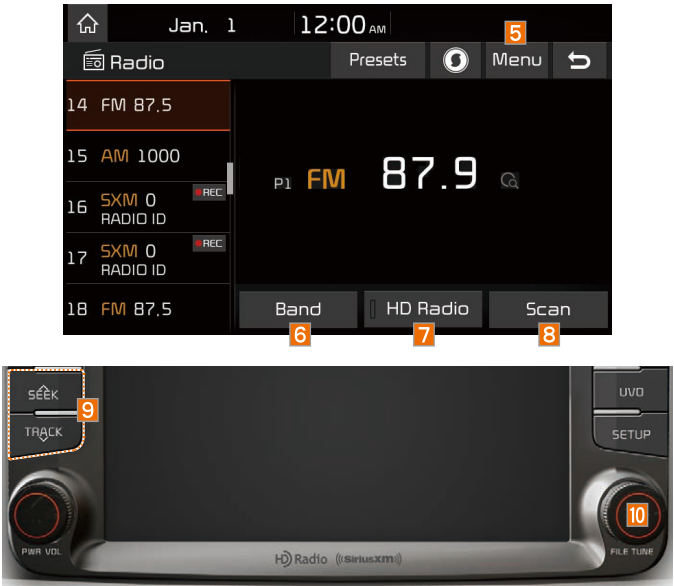 Jan. 1 12:00 AM
5
Radio Presets Menu
14 FM 87.5
15 AM 1000
16 SXM 0 REC
RADIO ID
17 SXM 0 REC
RADIO ID
18 FM 87.5
P1 FM 87.9
Band HD Radio Scan
6 7 8
SEEK
9
TRACK
UVO
SETUP
10
PWR VOL
FILE TUNE
HD Radio ((SiriusXM))